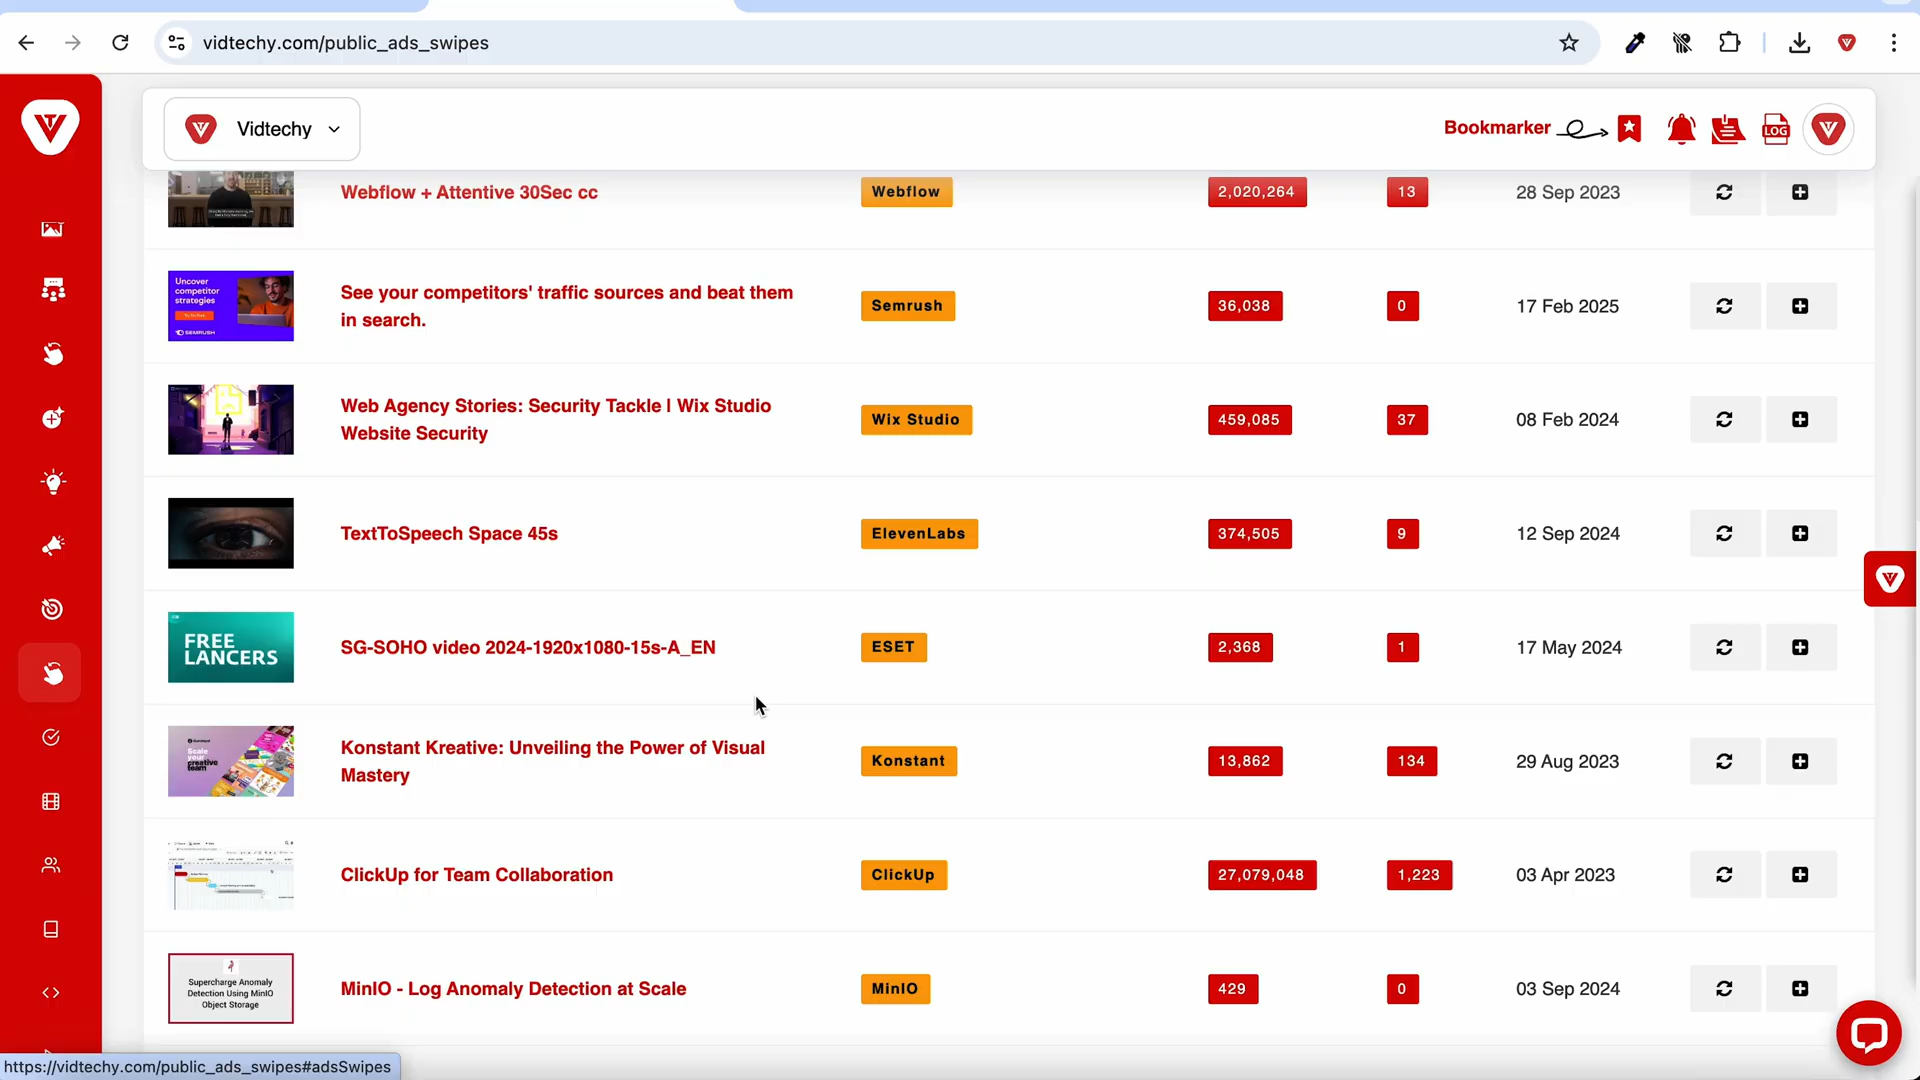 vidtechy.com/public_ads_swipes
Vidtechy
Bookmarker
LOG
Webflow + Attentive 30Sec cc
Webflow
2,020,264
13
28 Sep 2023
Uncover
competitor
strategies
SEMRUSH
See your competitors' traffic sources and beat them
in search.
Semrush
36,038
0
17 Feb 2025
Web Agency Stories: Security Tackle | Wix Studio
Website Security
Wix Studio
459,085
37
08 Feb 2024
TextToSpeech Space 45s
ElevenLabs
374,505
9
12 Sep 2024
FREE
LANCERS
SG-SOHO video 2024-1920x1080-15s-A_EN
ESET
2,368
1
17 May 2024
Scale
your
creative
team
Konstant Kreative: Unveiling the Power of Visual
Mastery
Konstant
13,862
134
29 Aug 2023
ClickUp for Team Collaboration
ClickUp
27,079,048
1,223
03 Apr 2023
Supercharge Anomaly
Detection Using MinIO
Object Storage
MinIO - Log Anomaly Detection at Scale
MinIO
429
0
03 Sep 2024
https://vidtechy.com/public_ads_swipes#adsSwipes